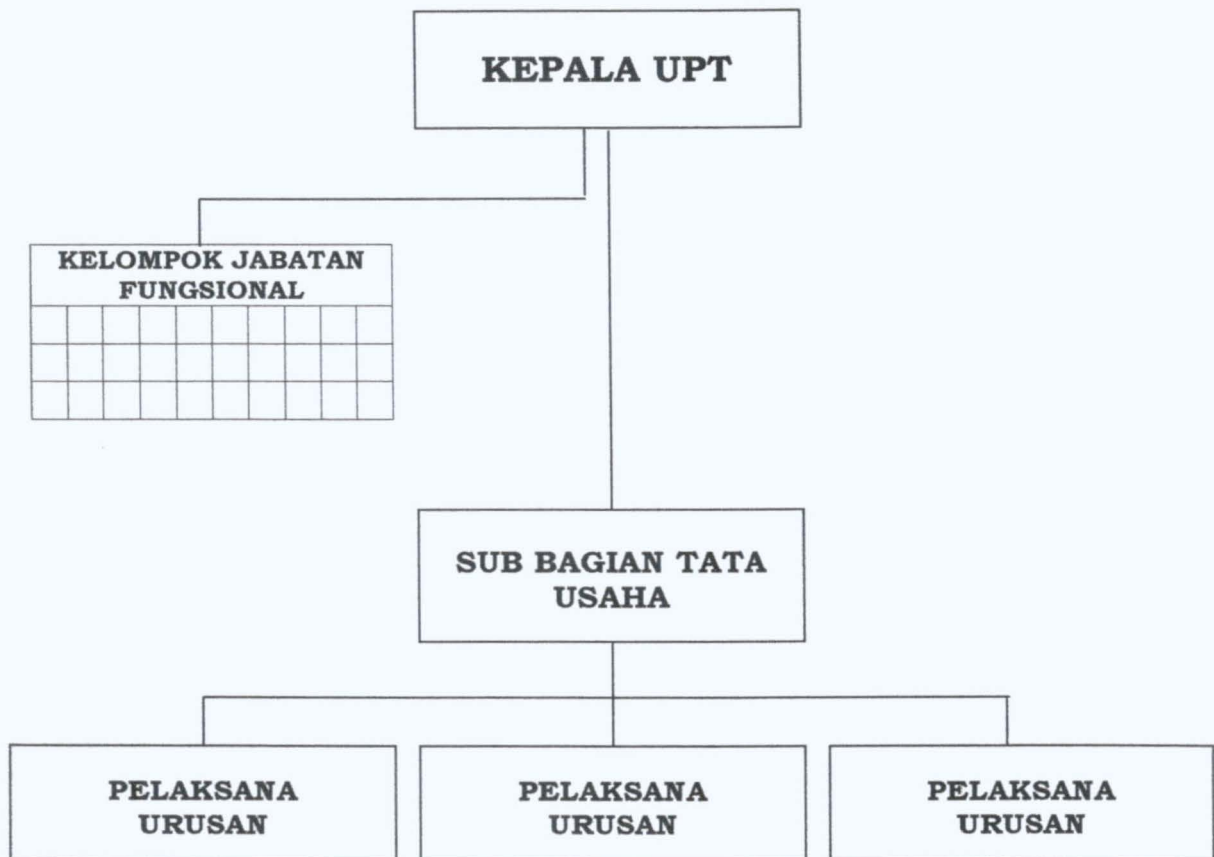 KEPALA UPT
KELOMPOK JABATAN
FUNGSIONAL
SUB BAGIAN TATA
USAHA
PELAKSANA
URUSAN
PELAKSANA
URUSAN
PELAKSANA
URUSAN